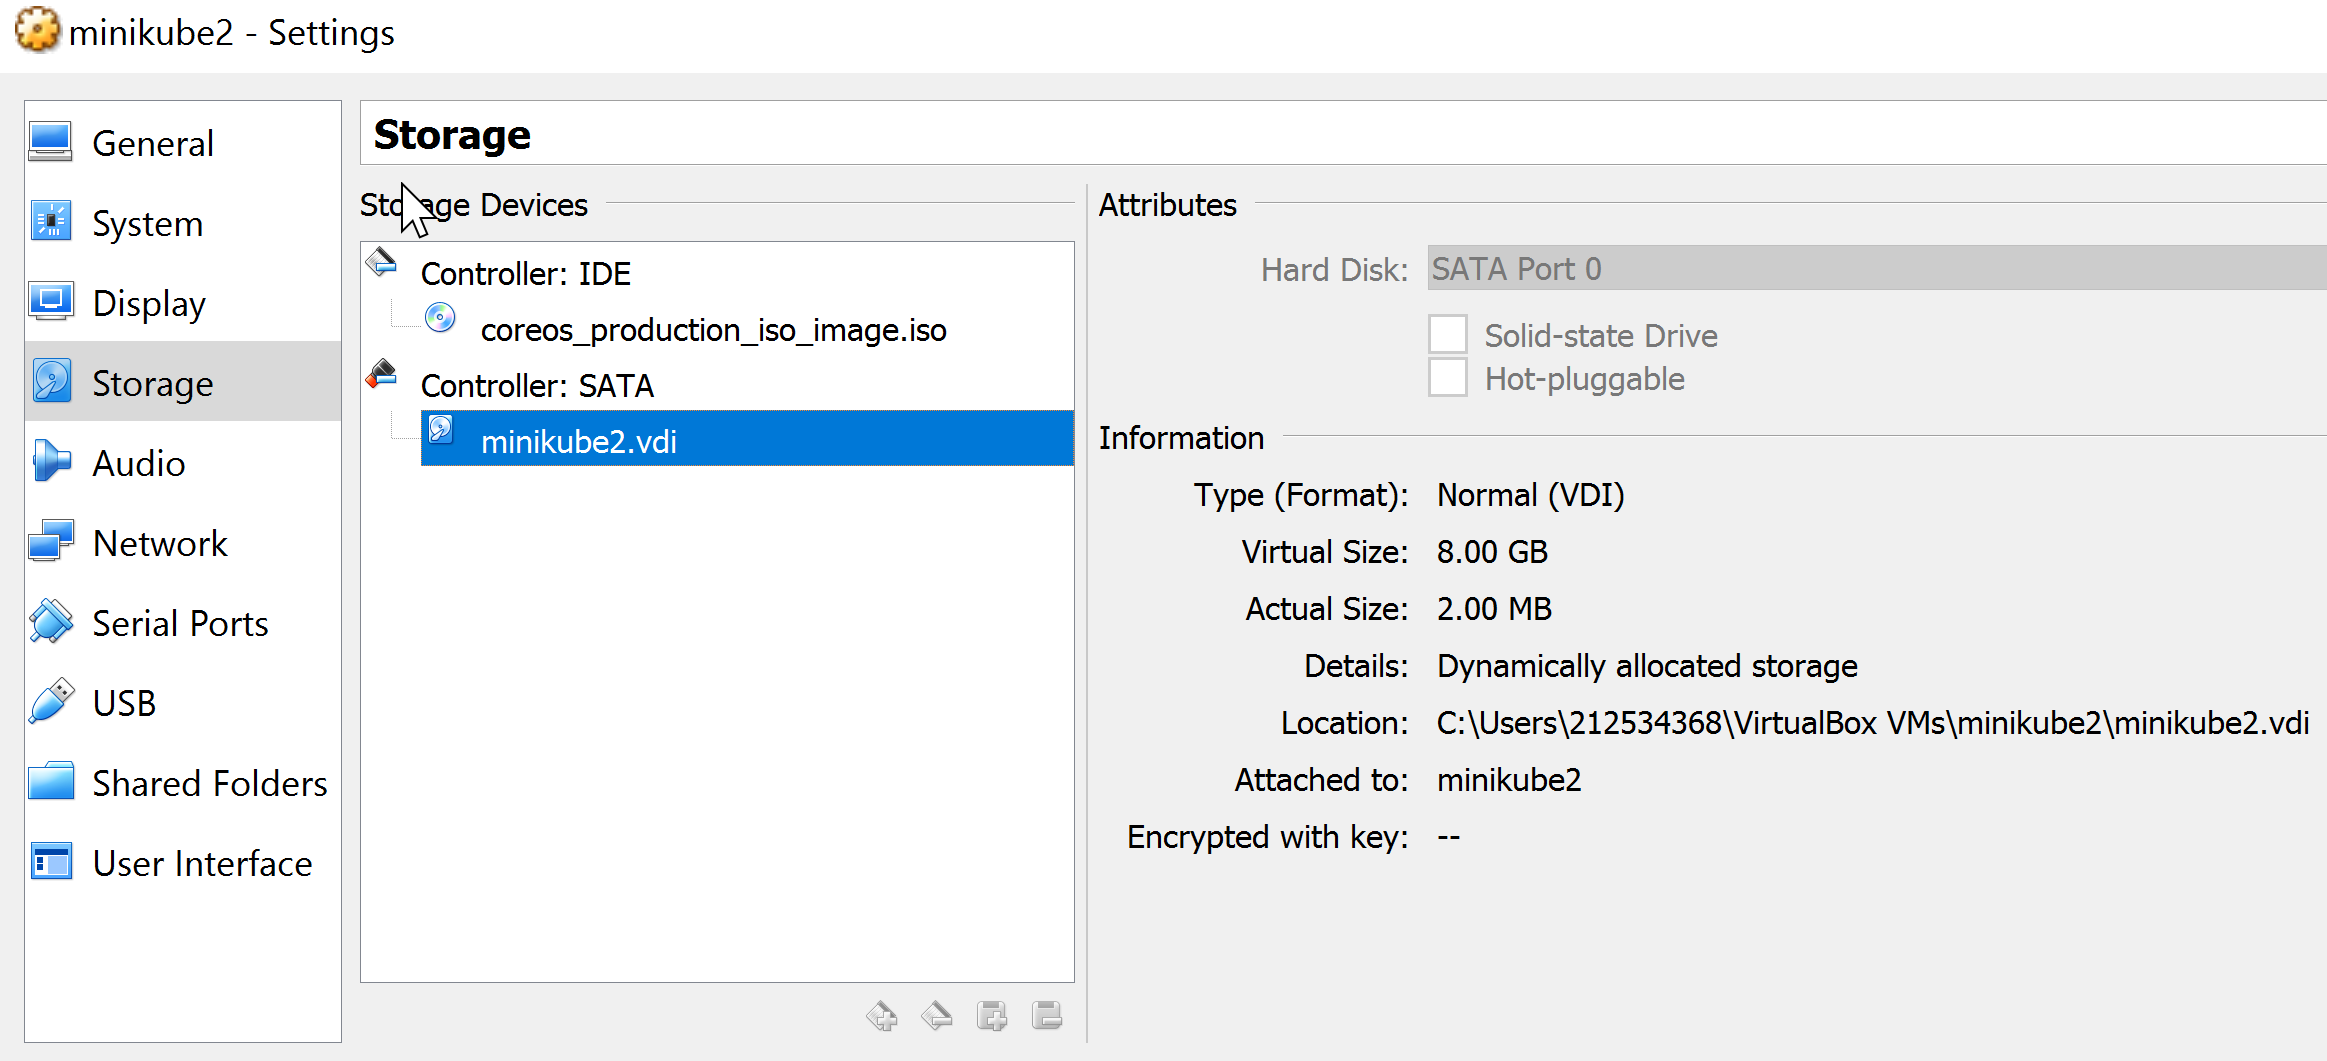 minikube2 - Settings
General
System
Display
Storage
Audio
Network
Serial Ports
USB
Shared Folders
User Interface
Storage
Storage Devices
Controller: IDE
coreos_production_iso_image.iso
Controller: SATA
minikube2.vdi
Attributes
Hard Disk: SATA Port 0
Solid-state Drive
Hot-pluggable
Information
Type (Format): Normal (VDI)
Virtual Size: 8.00 GB
Actual Size: 2.00 MB
Details: Dynamically allocated storage
Location: C:\Users\212534368\VirtualBox VMs\minikube2\minikube2.vdi
Attached to: minikube2
Encrypted with key: --